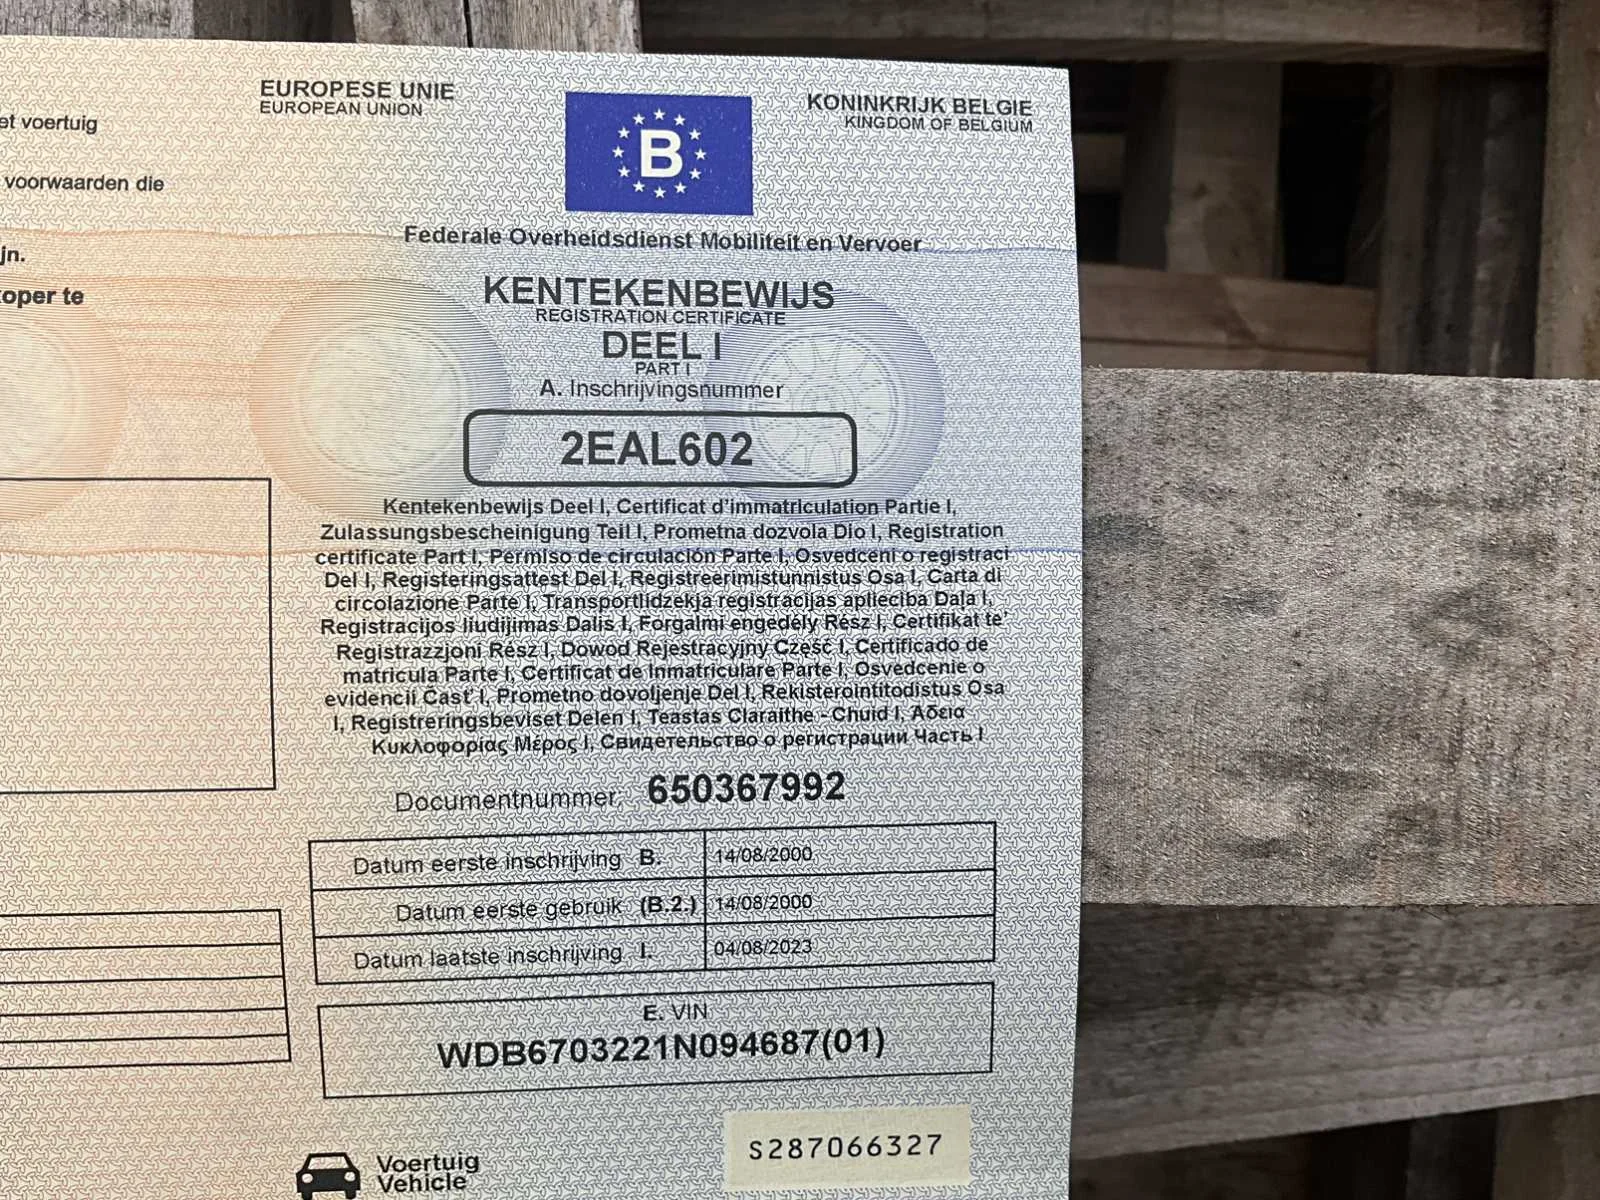 et voertuig
voorwaarden die
jn.
oper te
EUROPESE UNIE
EUROPEAN UNION
B
KONINKRIJK BELGIE
KINGDOM OF BELGIUM
Federale Overheidsdienst Mobiliteit en Vervoer
KENTEKENBEWIJS
REGISTRATION CERTIFICATE
DEEL I
PART I
A. Inschrijvingsnummer
2EAL602
Kentekenbewijs Deel I, Certificat d'immatriculation Partie I,
Zulassungsbescheinigung Teil I, Prometna dozvola Dio I, Registration
certificate Part I, Permiso de circulación Parte I, Osvedceni o registraci
Del I, Registeringsattest Del I, Registreerimistunnistus Osa I, Carta di
circolazione Parte I, Transportlidzekja registracijas aplieciba Daļa I,
Registracijos liudijimas Dalis I, Forgalmi engedély Rész I, Certifikat te'
Registrazzjoni Rész I, Dowod Rejestracyjny Część I, Certificado de
matricula Parte I, Certificat de Inmatriculare Parte I, Osvedcenie o
evidencii Čast' I, Prometno dovoljenje Del I, Rekisterointitodistus Osa
I, Registreringsbeviset Delen I, Teastas Claraithe - Chuid I, Αδεια
Κυκλοφορίας Μέρος I, Свидетельство о регистрации Часть I
Documentnummer: 650367992
Datum eerste inschrijving B. 14/08/2000
Datum eerste gebruik (B.2.) 14/08/2000
Datum laatste inschrijving I. 04/08/2023
E. VIN
WDB6703221N094687(01)
S287066327
Voertuig
Vehicle